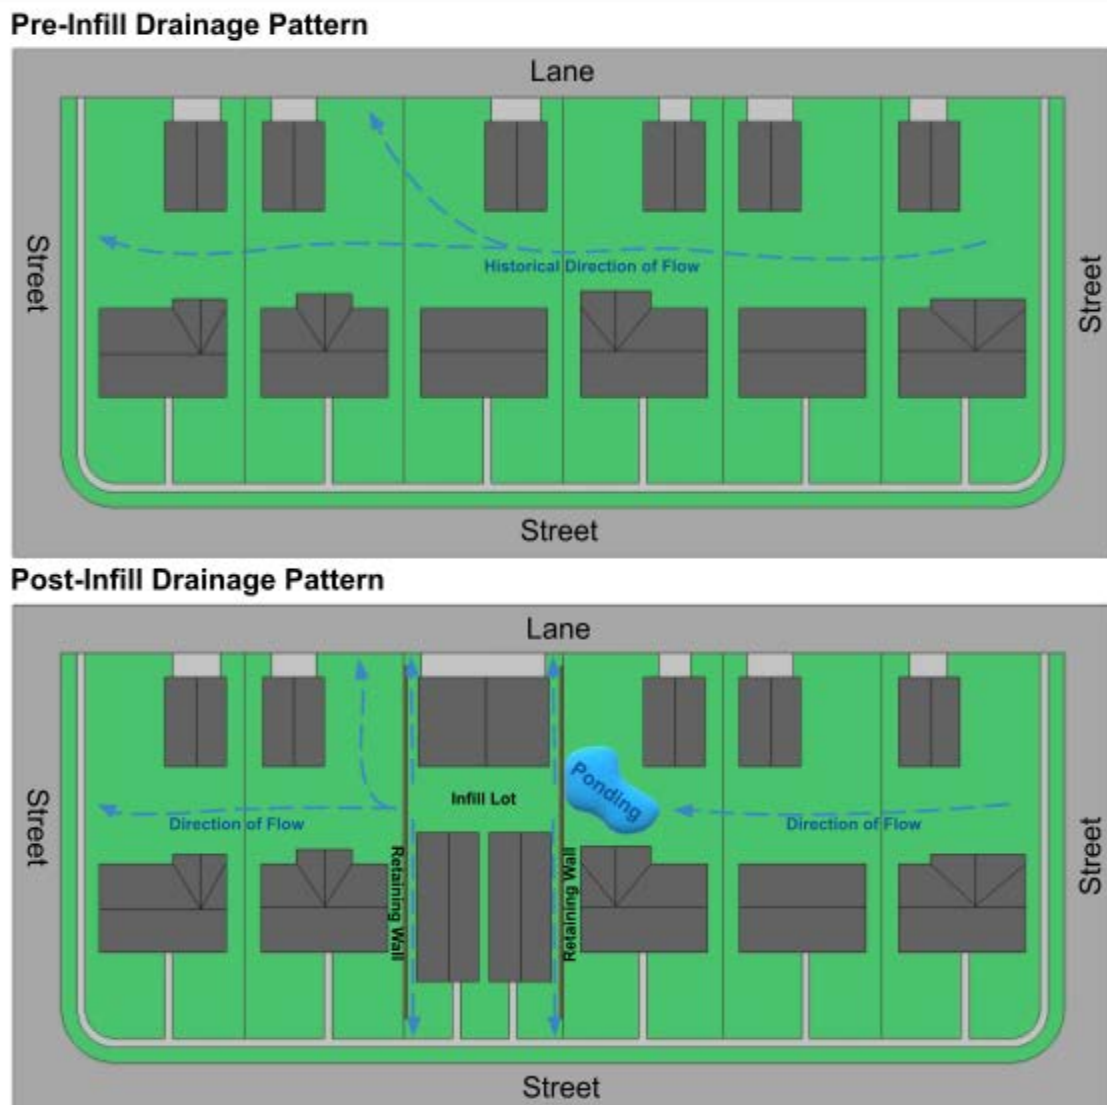 Pre-Infill Drainage Pattern
Lane
Street
Historical Direction of Flow
Street
Street
Post-Infill Drainage Pattern
Lane
Street
Direction of Flow
Retaining Wall
Infill Lot
Retaining Wall
Ponding
Direction of Flow
Street
Street